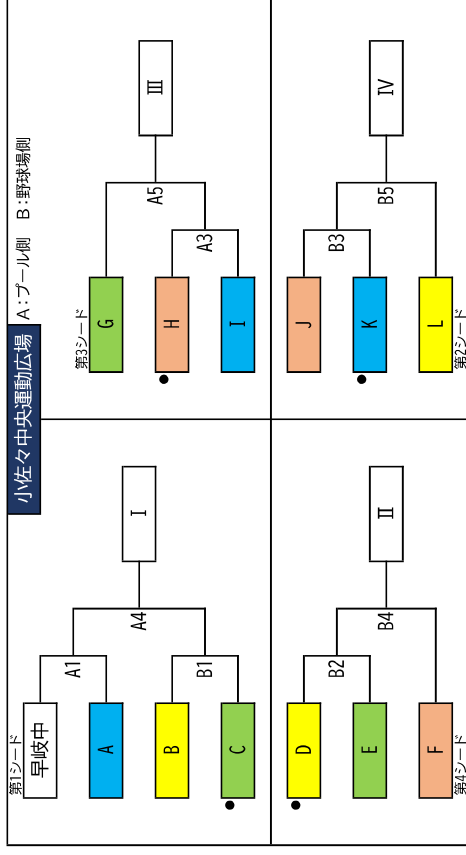 小佐々中央運動広場 A:プール側 B:野球場側
第1シード
早岐中
A
B
C
A1
B1
A4
Ⅰ
D
E
F
第4シード
B2
B4
Ⅱ
第3シード
G
H
I
A3
A5
Ⅲ
J
K
L
第2シード
B3
B5
Ⅳ